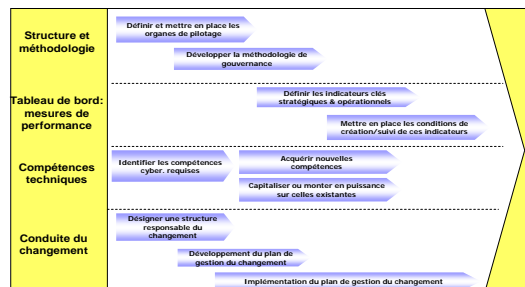 Structure et
méthodologie
Définir et mettre en place les
organes de pilotage
Développer la méthodologie de
gouvernance
Tableau de bord:
mesures de
performance
Définir les indicateurs clés
stratégiques & opérationnels
Mettre en place les conditions de
création/suivi de ces indicateurs
Compétences
techniques
Identifier les compétences
cyber. requises
Acquérir nouvelles
compétences
Capitaliser ou monter en puissance
sur celles existantes
Conduite du
changement
Désigner une structure
responsable du
changement
Développement du plan de
gestion du changement
Implémentation du plan de gestion du changement